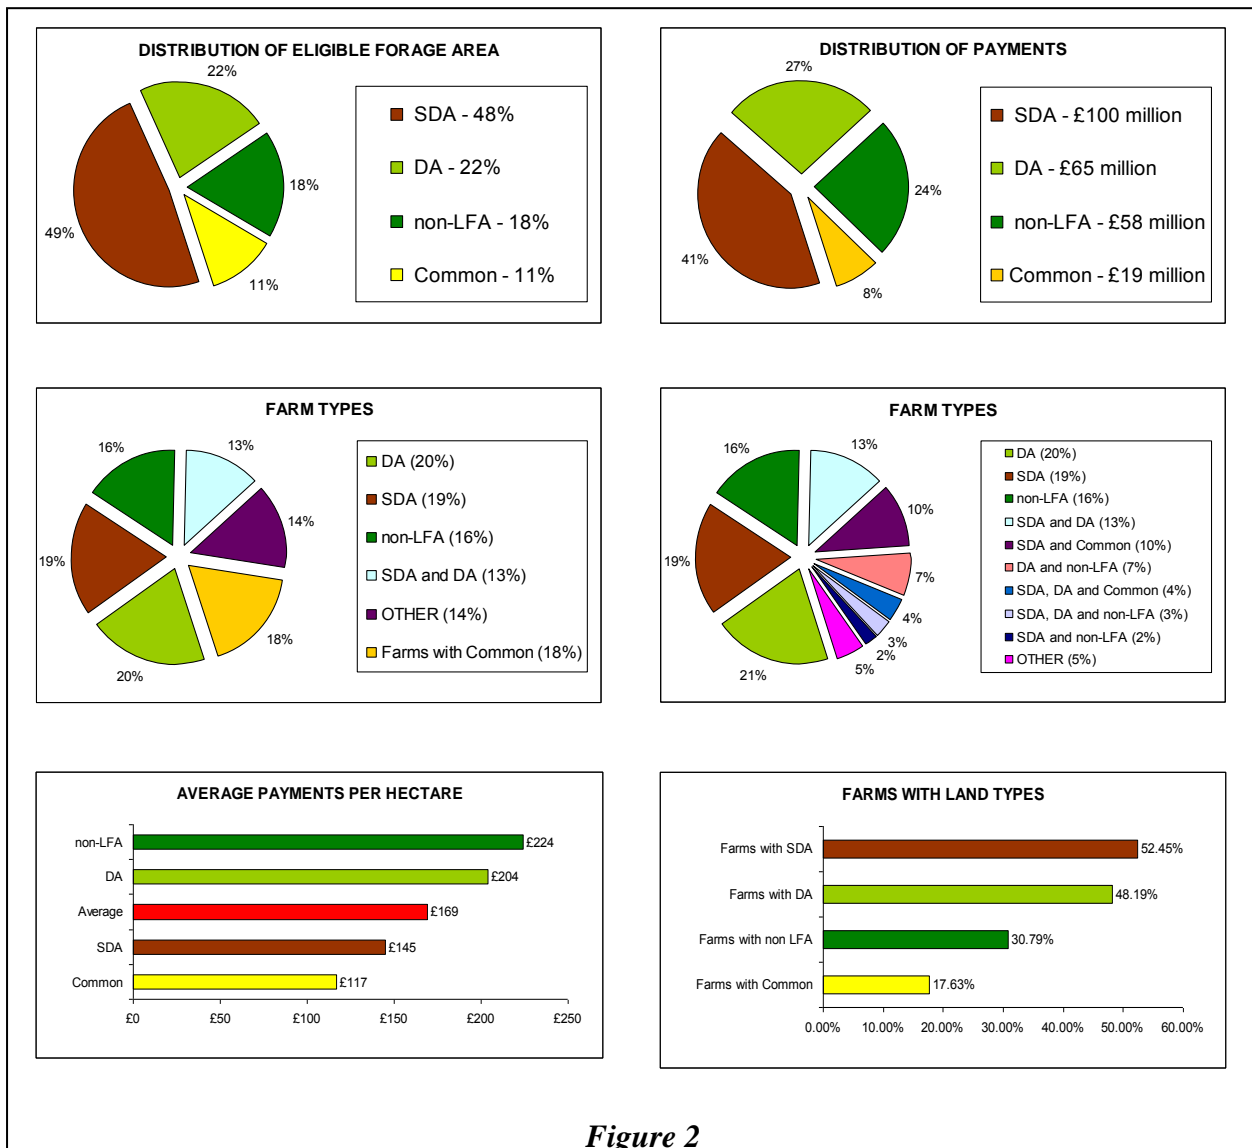 DISTRIBUTION OF ELIGIBLE FORAGE AREA
22%
18%
11%
49%
SDA - 48%
DA - 22%
non-LFA - 18%
Common - 11%
DISTRIBUTION OF PAYMENTS
27%
24%
8%
41%
SDA - £100 million
DA - £65 million
non-LFA - £58 million
Common - £19 million
FARM TYPES
16%
13%
14%
18%
20%
19%
DA (20%)
SDA (19%)
non-LFA (16%)
SDA and DA (13%)
OTHER (14%)
Farms with Common (18%)
FARM TYPES
16%
13%
10%
7%
4%
3%
2%
5%
21%
19%
DA (20%)
SDA (19%)
non-LFA (16%)
SDA and DA (13%)
SDA and Common (10%)
DA and non-LFA (7%)
SDA, DA and Common (4%)
SDA, DA and non-LFA (3%)
SDA and non-LFA (2%)
OTHER (5%)
AVERAGE PAYMENTS PER HECTARE
non-LFA £224
DA £204
Average £169
SDA £145
Common £117
£0 £50 £100 £150 £200 £250
FARMS WITH LAND TYPES
Farms with SDA 52.45%
Farms with DA 48.19%
Farms with non LFA 30.79%
Farms with Common 17.63%
0.00% 10.00% 20.00% 30.00% 40.00% 50.00% 60.00%
Figure 2